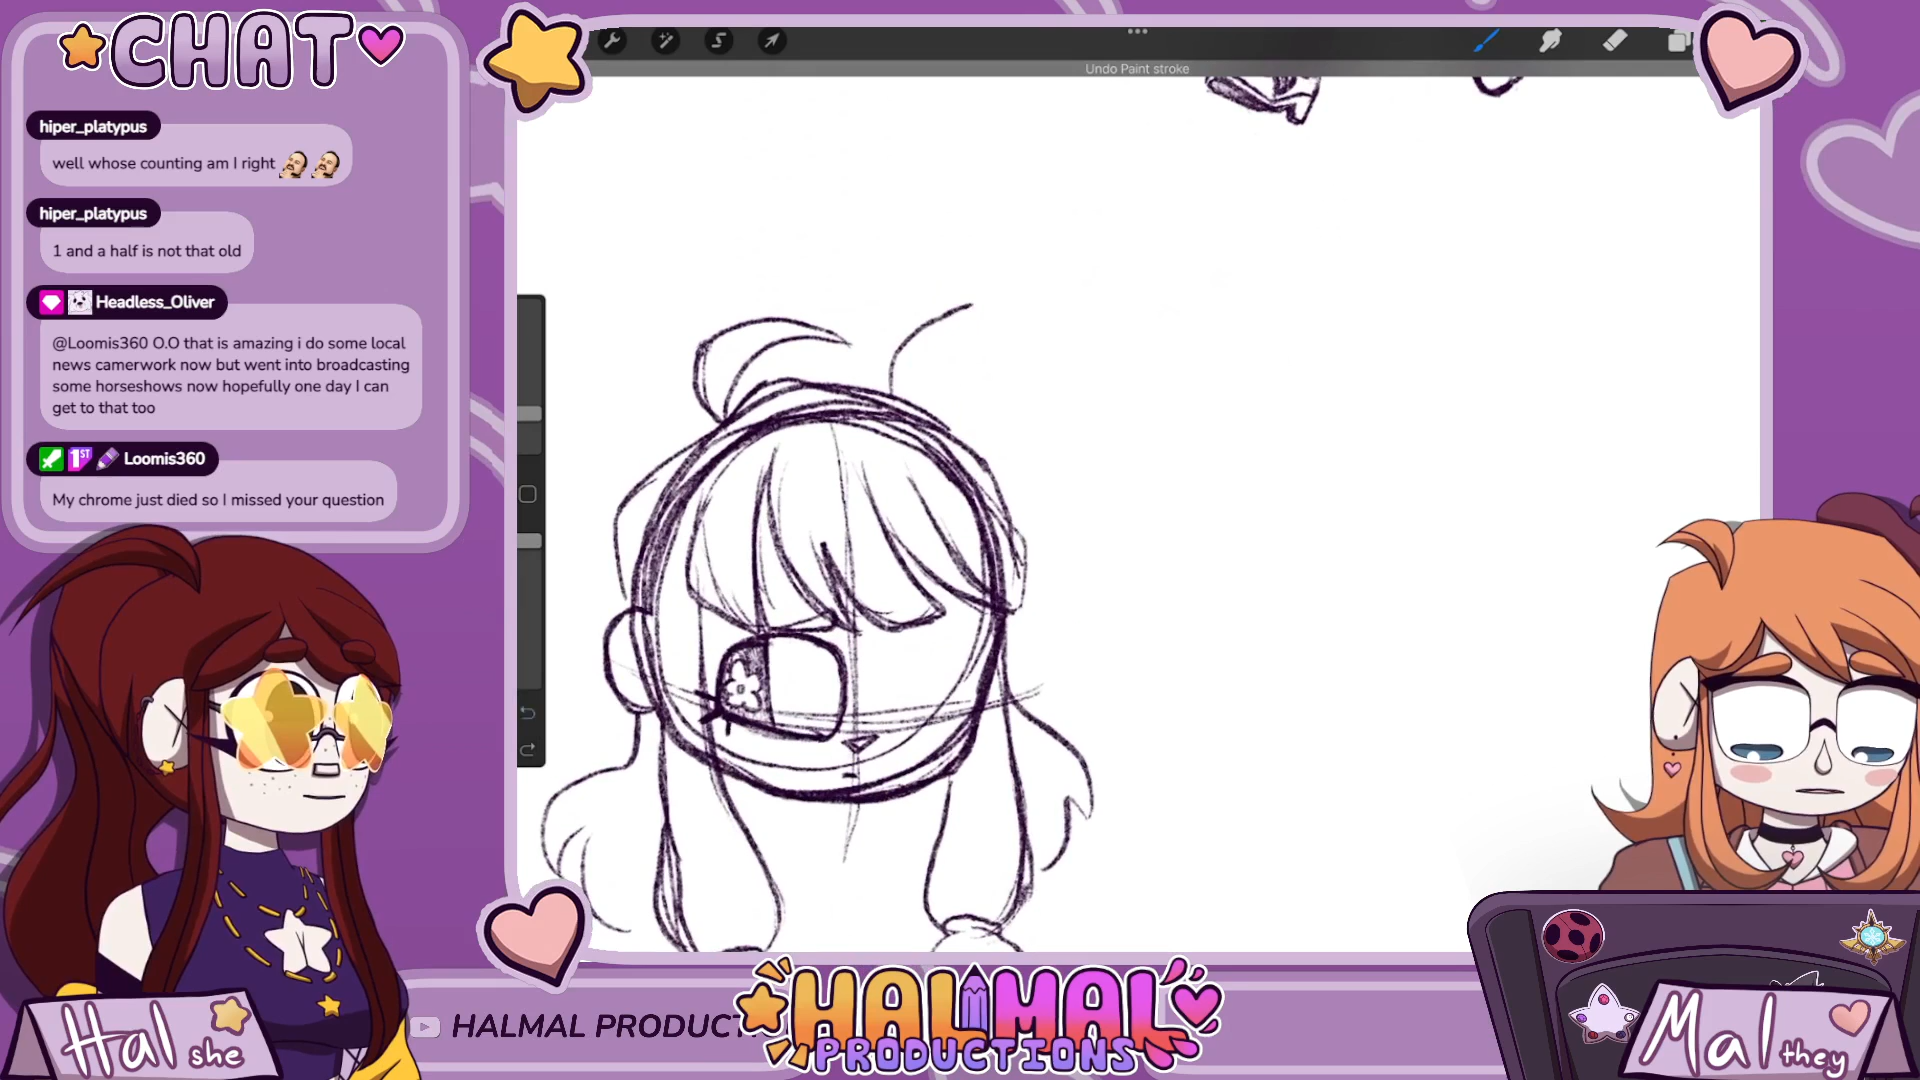 CHAT
Undo Paint stroke
hiper_platypus
well whose counting am I right
hiper_platypus
1 and a half is not that old
Headless_Oliver
@Loomis360 O.O that is amazing i do some local
news camerwork now but went into broadcasting
some horseshows now hopefully one day I can
get to that too
1ST Loomis360
My chrome just died so I missed your question
Hal she
HALMAL PRODUCT
HALMAL
PRODUCTIONS
Mal they